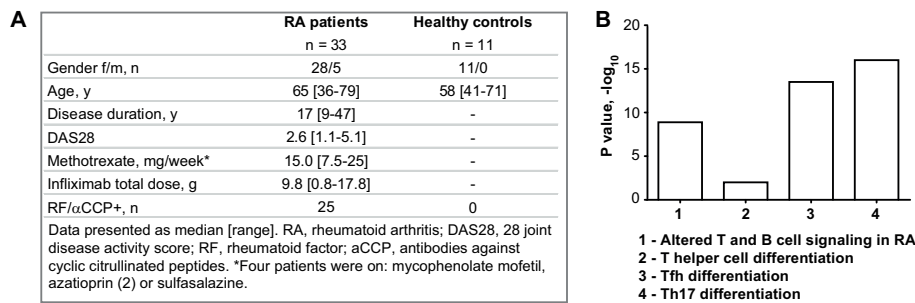 A
RA patients Healthy controls
n = 33 n = 11
Gender f/m, n 28/5 11/0
Age, y 65 [36-79] 58 [41-71]
Disease duration, y 17 [9-47] -
DAS28 2.6 [1.1-5.1] -
Methotrexate, mg/week* 15.0 [7.5-25] -
Infliximab total dose, g 9.8 [0.8-17.8] -
RF/αCCP+, n 25 0
Data presented as median [range]. RA, rheumatoid arthritis; DAS28, 28 joint
disease activity score; RF, rheumatoid factor; aCCP, antibodies against
cyclic citrullinated peptides. *Four patients were on: mycophenolate mofetil,
azatioprin (2) or sulfasalazine.
B
P value, -log10
20
15
10
5
0
1 2 3 4
1 - Altered T and B cell signaling in RA
2 - T helper cell differentiation
3 - Tfh differentiation
4 - Th17 differentiation